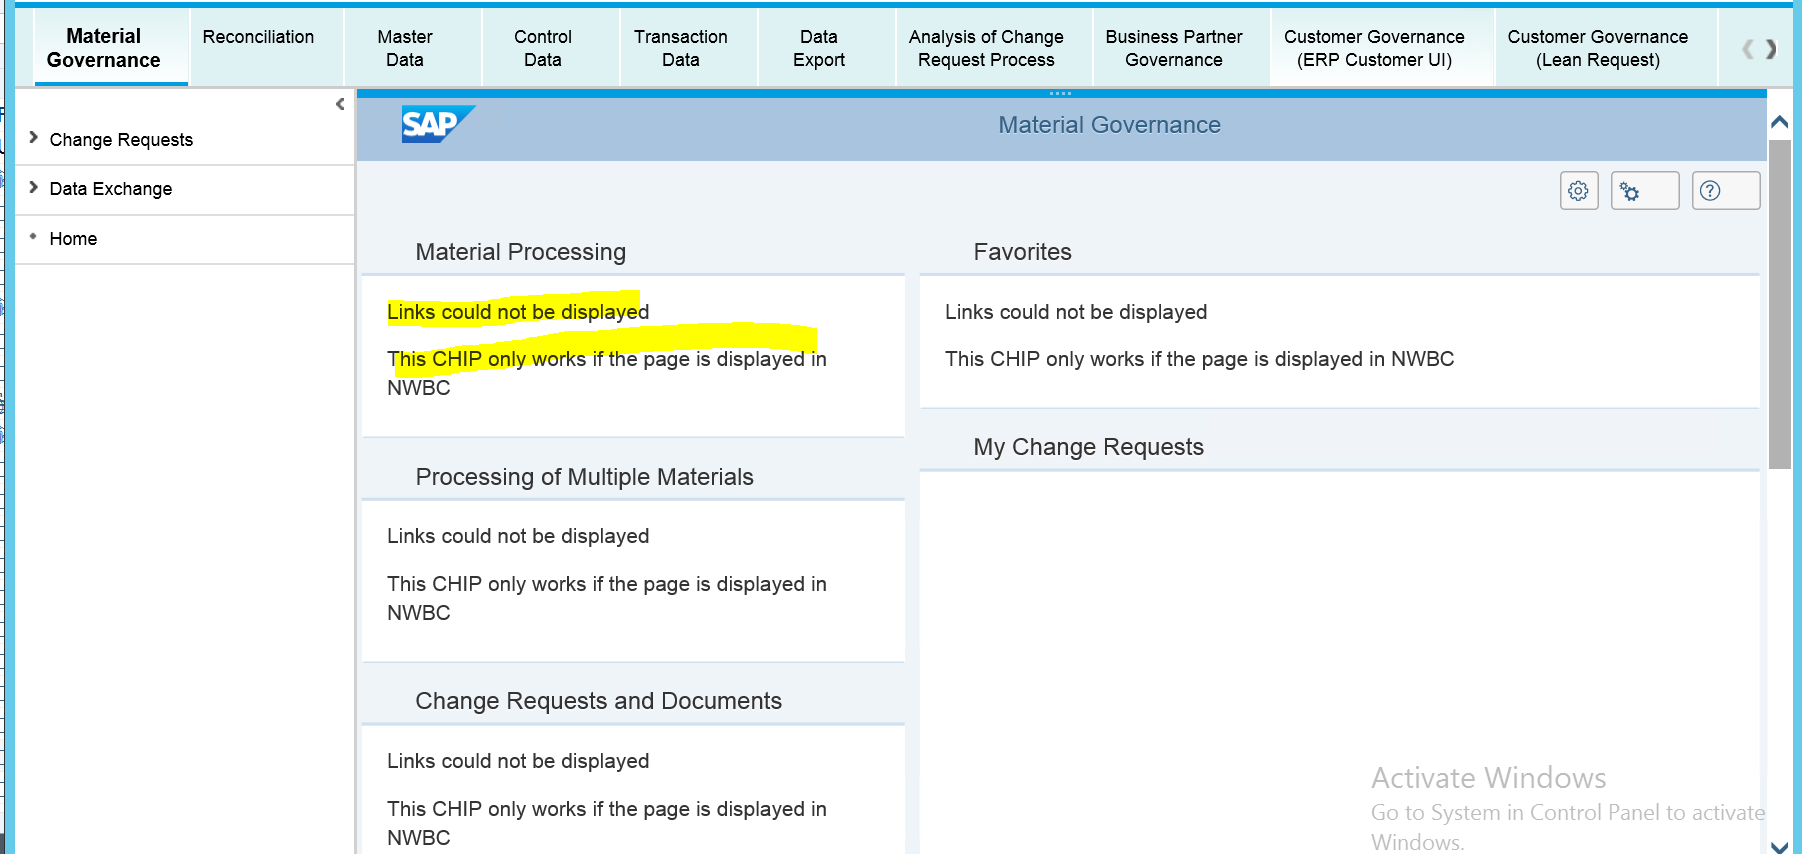 Material
Governance
Reconciliation
Master
Data
Control
Data
Transaction
Data
Data
Export
Analysis of Change
Request Process
Business Partner
Governance
Customer Governance
(ERP Customer UI)
Customer Governance
(Lean Request)
Change Requests
Data Exchange
Home
SAP
Material Governance
Material Processing
Links could not be displayed
This CHIP only works if the page is displayed in
NWBC
Processing of Multiple Materials
Links could not be displayed
This CHIP only works if the page is displayed in
NWBC
Change Requests and Documents
Links could not be displayed
This CHIP only works if the page is displayed in
NWBC
Favorites
Links could not be displayed
This CHIP only works if the page is displayed in NWBC
My Change Requests
Activate Windows
Go to System in Control Panel to activate
Windows.